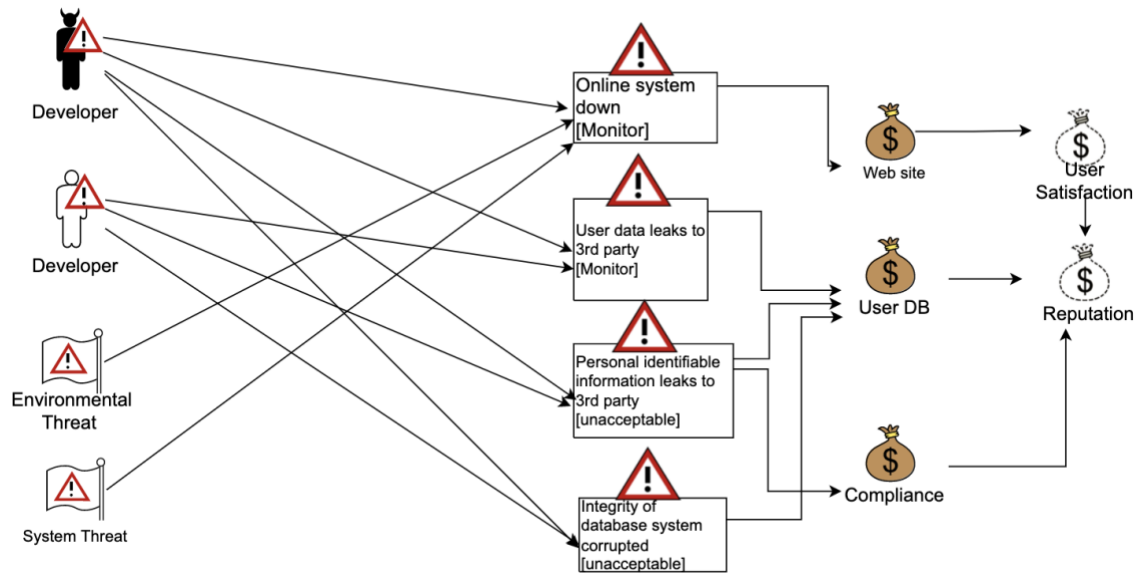 Developer
Developer
Environmental
Threat
System Threat
Online system
down
[Monitor]
User data leaks to
3rd party
[Monitor]
Personal identifiable
information leaks to
3rd party
[unacceptable]
Integrity of
database system
corrupted
[unacceptable]
$
Web site
$
User DB
$
Compliance
$
User
Satisfaction
$
Reputation